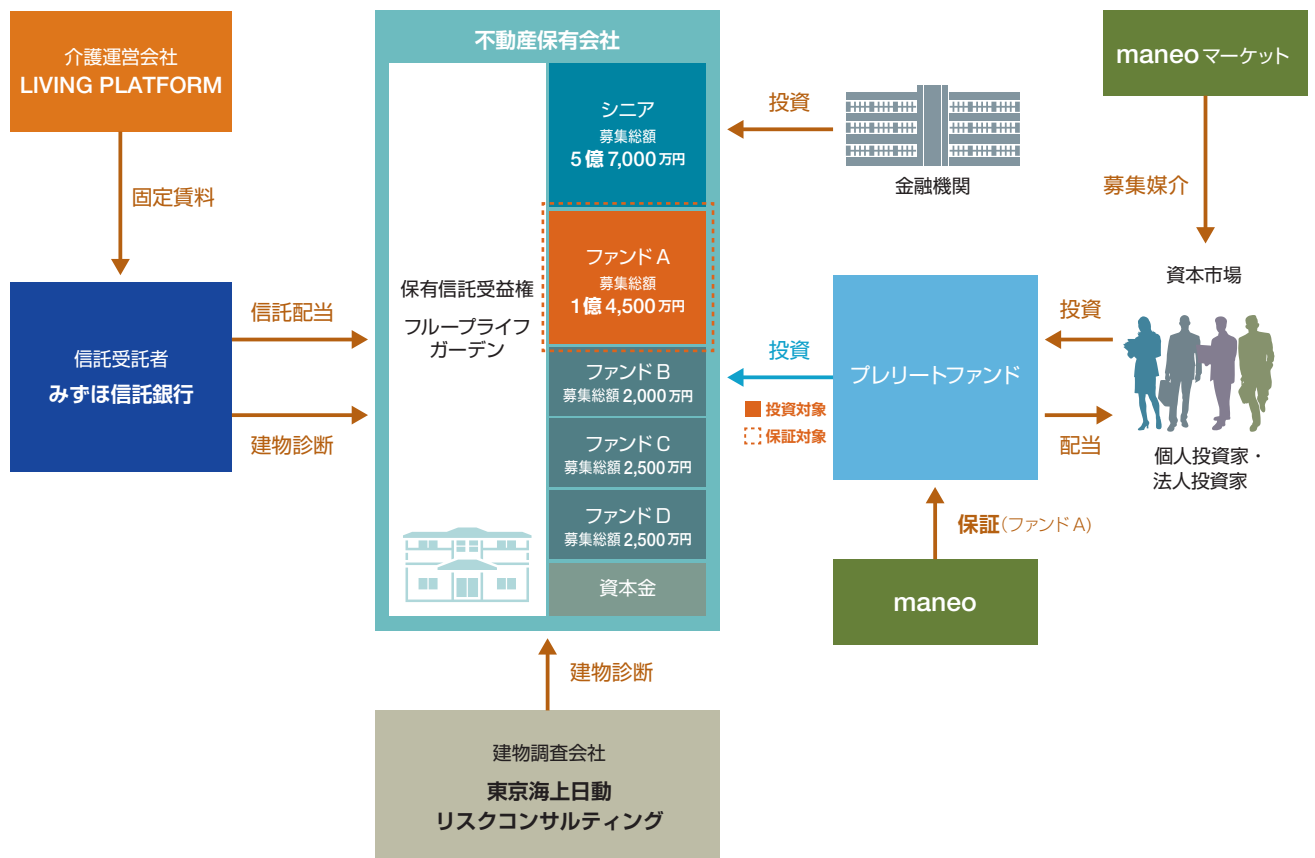 介護運営会社
LIVING PLATFORM
固定賃料
信託受託者
みずほ信託銀行
信託配当
建物診断
不動産保有会社
保有信託受益権
フループライフ
ガーデン
シニア
募集総額
5億7,000万円
ファンドA
募集総額
1億4,500万円
ファンドB
募集総額2,000万円
ファンドC
募集総額2,500万円
ファンドD
募集総額2,500万円
資本金
投資
金融機関
投資
投資対象
保証対象
プレリートファンド
maneoマーケット
募集媒介
資本市場
投資
配当
個人投資家・
法人投資家
保証(ファンドA)
maneo
建物診断
建物調査会社
東京海上日動
リスクコンサルティング